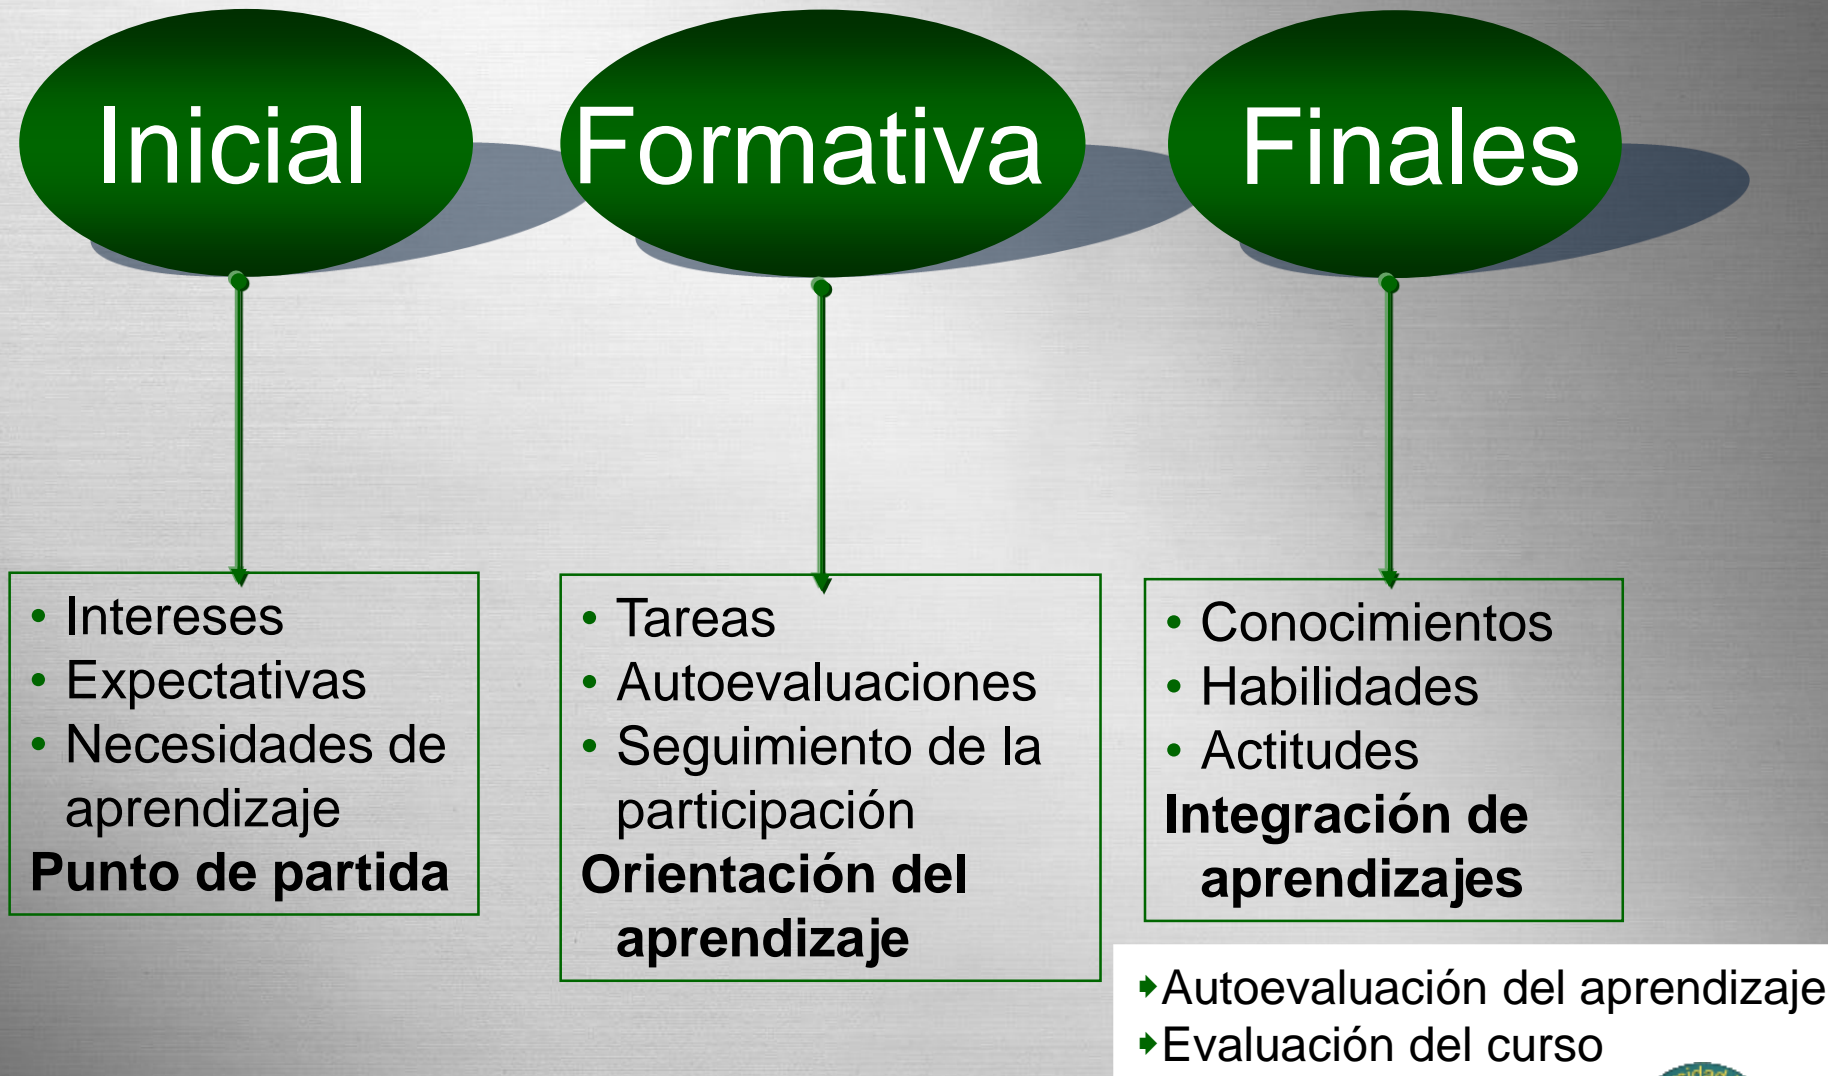 Inicial
Formativa
Finales
• Intereses
• Expectativas
• Necesidades de
aprendizaje
Punto de partida
• Tareas
• Autoevaluaciones
• Seguimiento de la
participación
Orientación del
aprendizaje
• Conocimientos
• Habilidades
• Actitudes
Integración de
aprendizajes
Autoevaluación del aprendizaje
Evaluación del curso